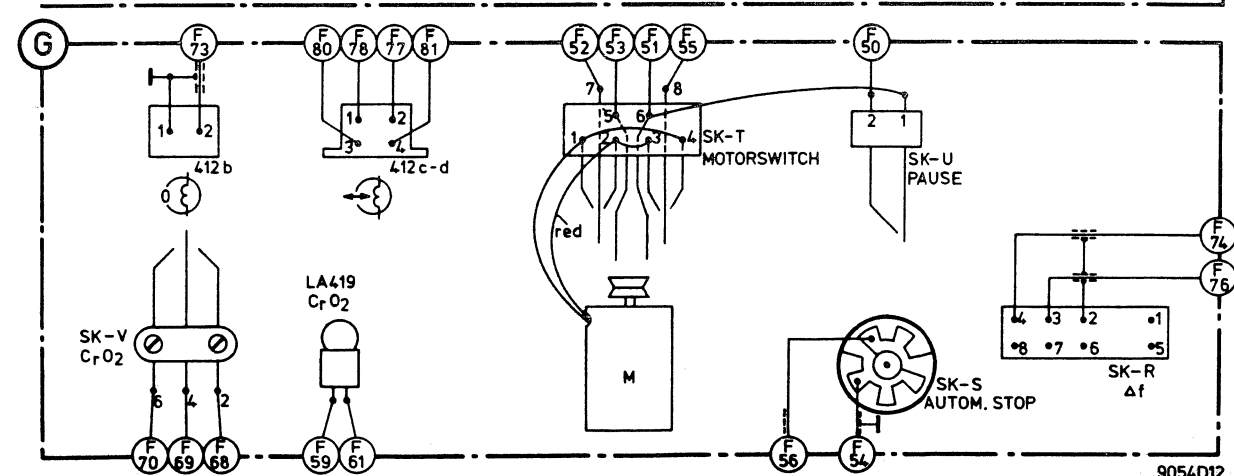 G
F 73
F 80
F 78
F 77
F 81
F 52
F 53
F 51
F 55
F 50
7
8
1 2
412b
1 2
3 4
412c-d
5 6
1 2 3 4
SK-T
MOTORSWITCH
2 1
SK-U
PAUSE
0
red
F 74
F 76
LA419
CrO2
SK-V
CrO2
6 4 2
M
4 3 2 1
8 7 6 5
SK-R
Δf
SK-S
AUTOM. STOP
F 70
F 69
F 68
F 59
F 61
F 56
F 54
9054D12